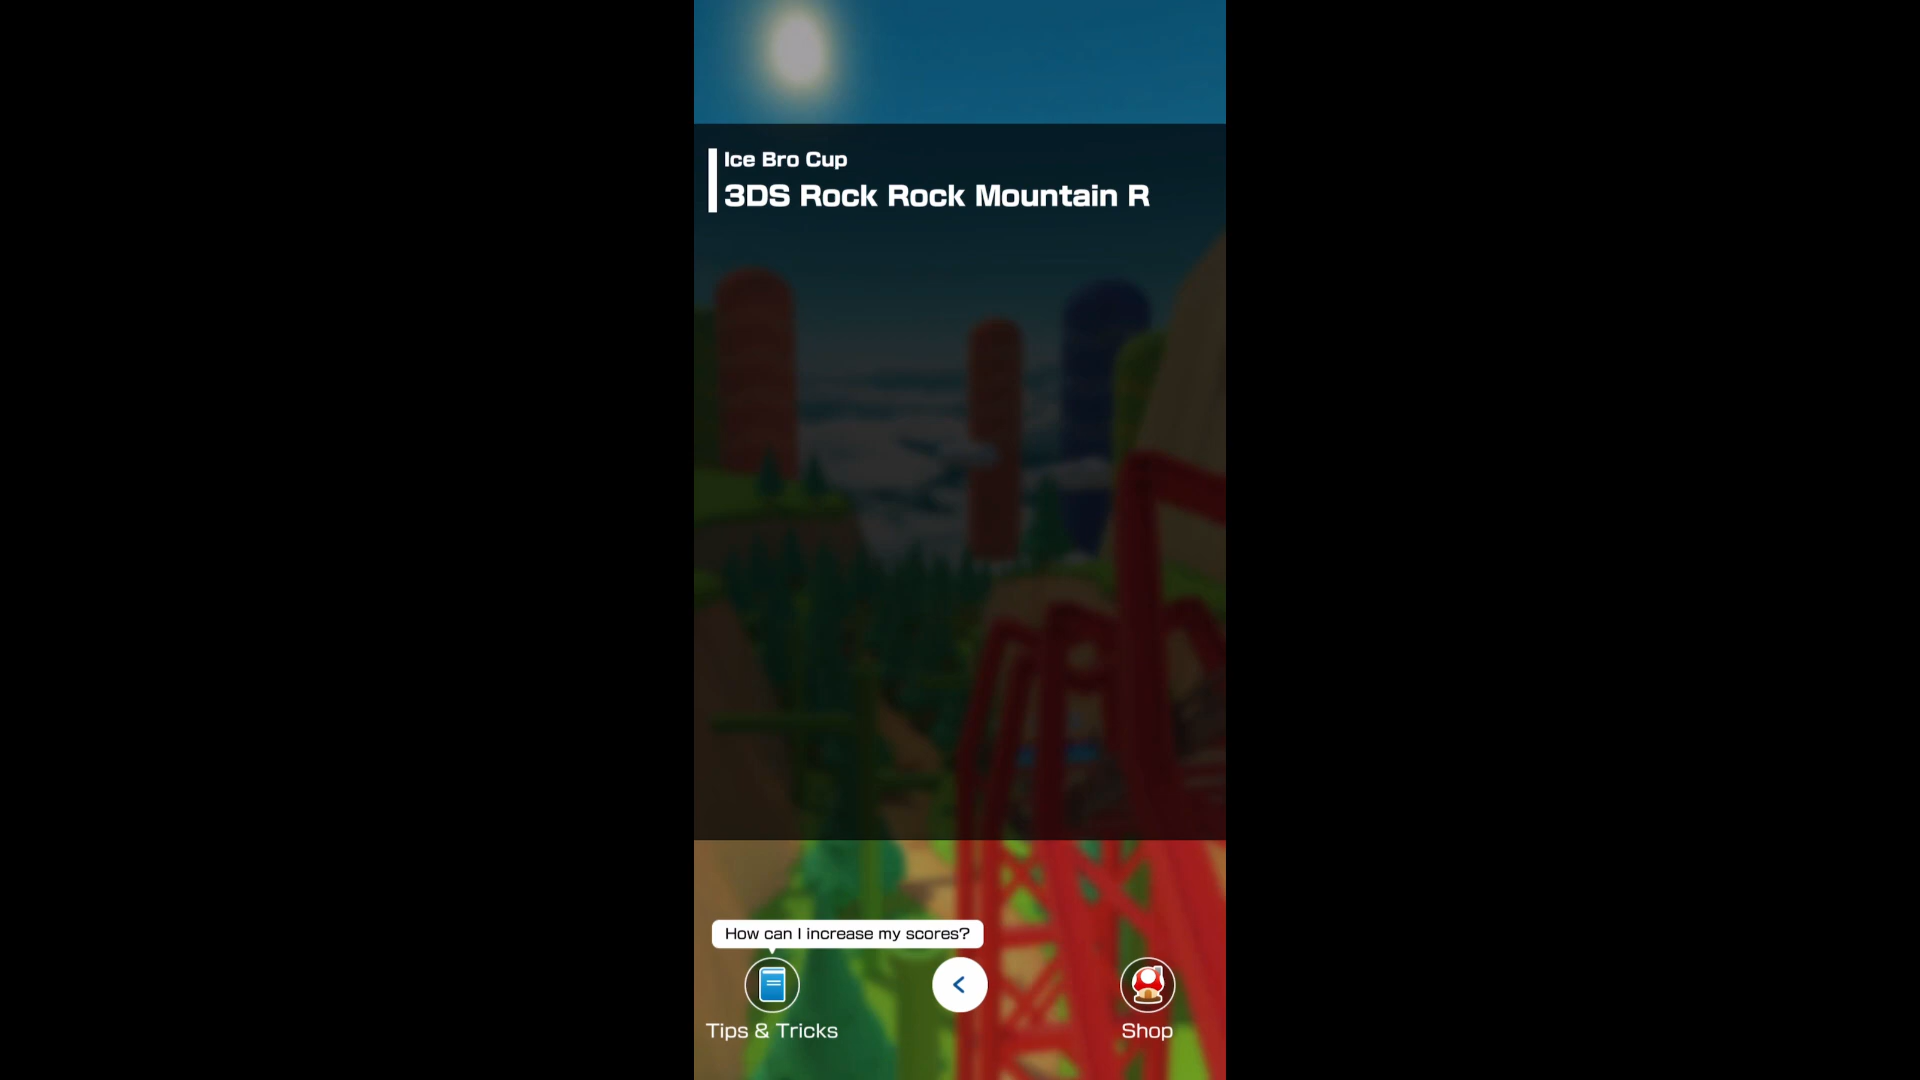 Ice Bro Cup
3DS Rock Rock Mountain R
How can I increase my scores?
Tips & Tricks
Shop